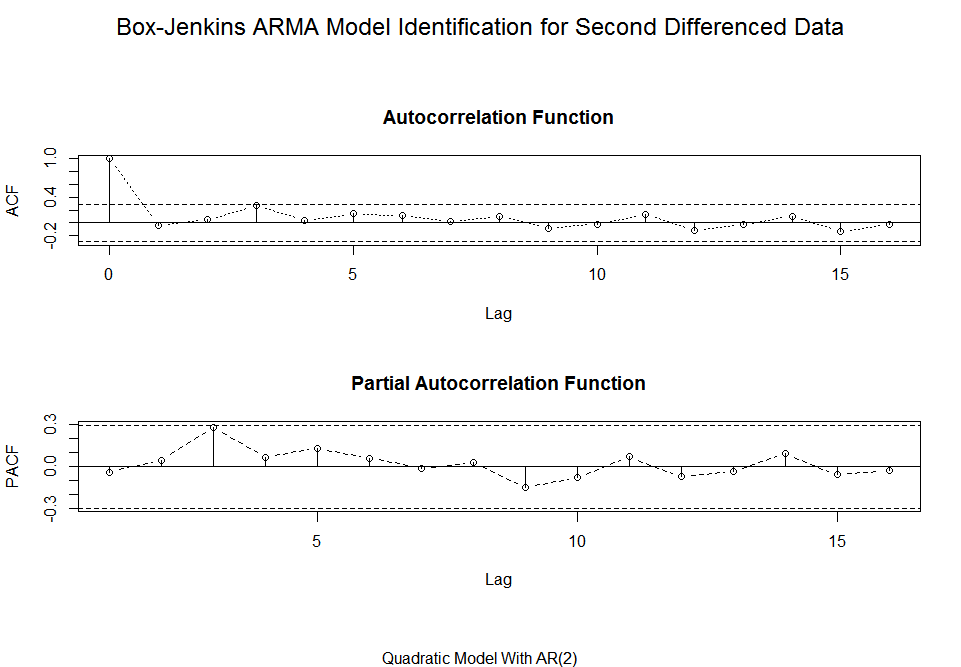 Box-Jenkins ARMA Model Identification for Second Differenced Data
Autocorrelation Function
ACF
1.0
0.4
-0.2
0 5 10 15
Lag
Partial Autocorrelation Function
PACF
0.3
0.0
-0.3
5 10 15
Lag
Quadratic Model With AR(2)